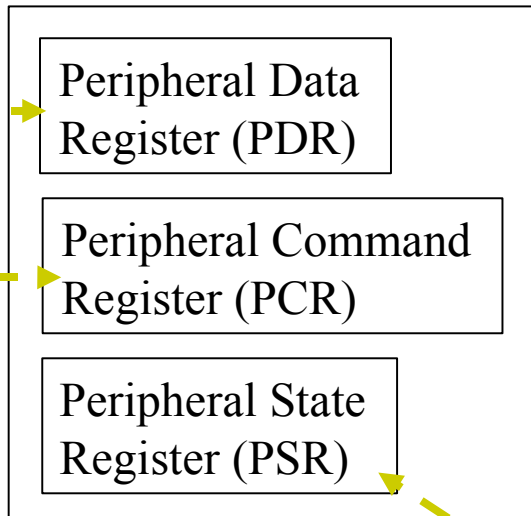 Peripheral Data
Register (PDR)
Peripheral Command
Register (PCR)
Peripheral State
Register (PSR)